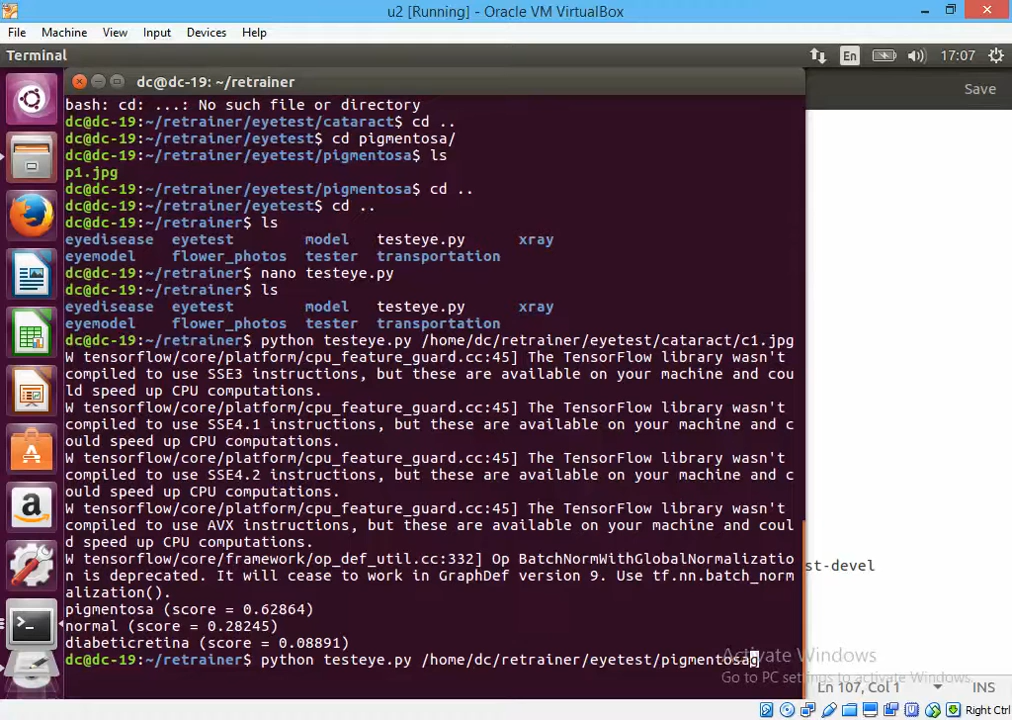 u2 [Running] - Oracle VM VirtualBox
File Machine View Input Devices Help
Terminal
En
17:07
dc@dc-19: ~/retrainer
Save
bash: cd: ...: No such file or directory
dc@dc-19:~/retrainer/eyetest/cataract$ cd ..
dc@dc-19:~/retrainer/eyetest$ cd pigmentosa/
dc@dc-19:~/retrainer/eyetest/pigmentosa$ ls
p1.jpg
dc@dc-19:~/retrainer/eyetest/pigmentosa$ cd ..
dc@dc-19:~/retrainer/eyetest$ cd ..
dc@dc-19:~/retrainer$ ls
eyedisease eyetest model testeye.py xray
eyemodel flower_photos tester transportation
dc@dc-19:~/retrainer$ nano testeye.py
dc@dc-19:~/retrainer$ ls
eyedisease eyetest model testeye.py xray
eyemodel flower_photos tester transportation
dc@dc-19:~/retrainer$ python testeye.py /home/dc/retrainer/eyetest/cataract/c1.jpg
W tensorflow/core/platform/cpu_feature_guard.cc:45] The TensorFlow library wasn't
compiled to use SSE3 instructions, but these are available on your machine and cou
ld speed up CPU computations.
W tensorflow/core/platform/cpu_feature_guard.cc:45] The TensorFlow library wasn't
compiled to use SSE4.1 instructions, but these are available on your machine and c
ould speed up CPU computations.
W tensorflow/core/platform/cpu_feature_guard.cc:45] The TensorFlow library wasn't
compiled to use SSE4.2 instructions, but these are available on your machine and c
ould speed up CPU computations.
W tensorflow/core/platform/cpu_feature_guard.cc:45] The TensorFlow library wasn't
compiled to use AVX instructions, but these are available on your machine and coul
d speed up CPU computations.
W tensorflow/core/framework/op_def_util.cc:332] Op BatchNormWithGlobalNormalizatio
n is deprecated. It will cease to work in GraphDef version 9. Use tf.nn.batch_norm
alization().
pigmentosa (score = 0.62864)
normal (score = 0.28245)
diabeticretina (score = 0.08891)
dc@dc-19:~/retrainer$ python testeye.py /home/dc/retrainer/eyetest/pigmentosa
st-devel
Activate Windows
Go to PC settings to activate Windows.
Ln 107, Col 1 INS
Right Ctrl